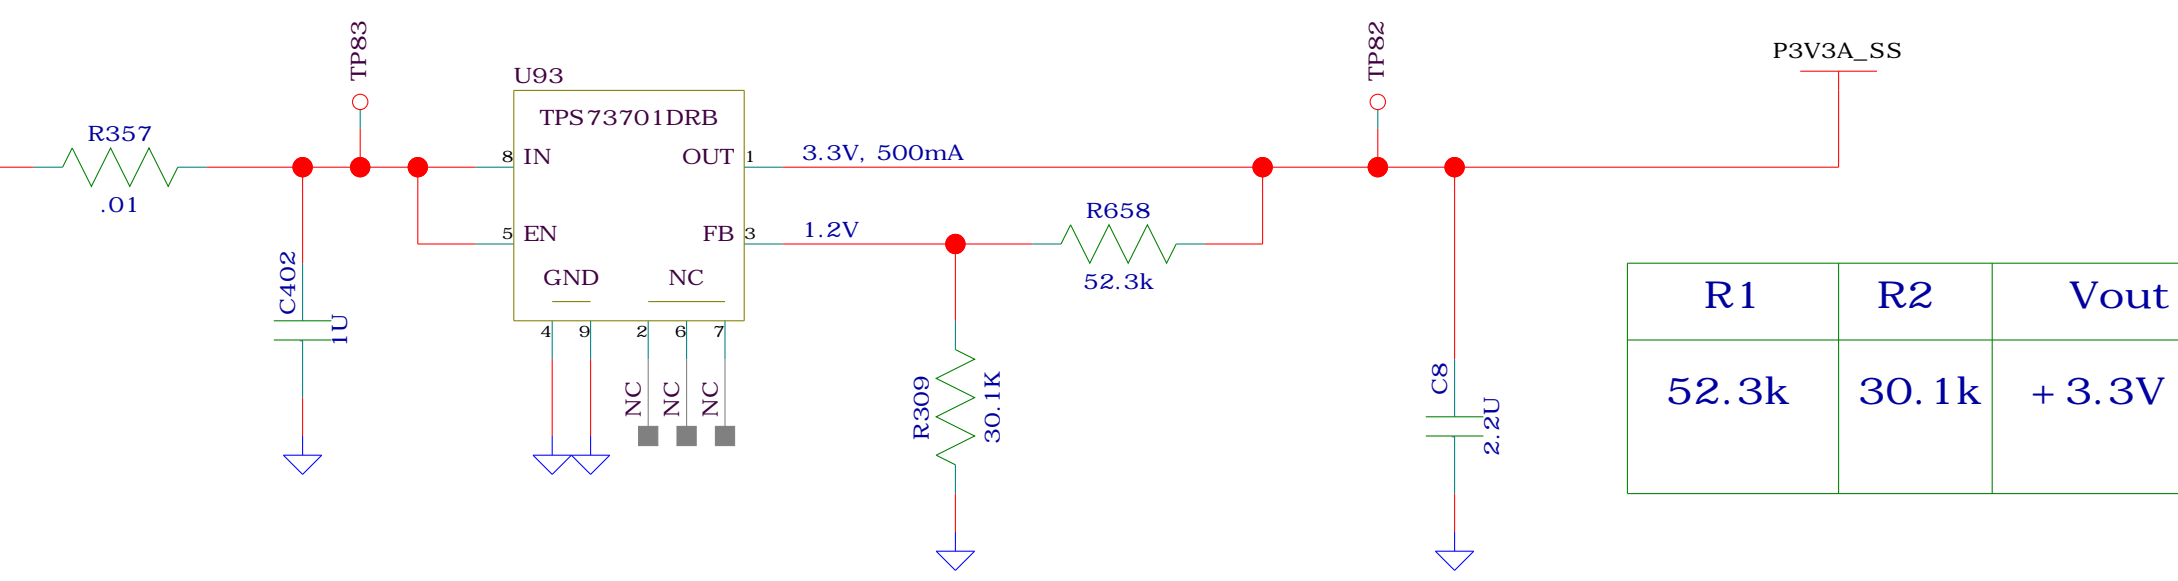 TP83
TP82
P3V3A_SS
U93
TPS73701DRB
R357
.01
8 IN
OUT 1
3.3V, 500mA
5 EN
FB 3
1.2V
R658
52.3k
GND
NC
4 9 2 6 7
NC NC NC
C402
1U
R309
30.1K
C8
2.2U
R1 R2 Vout
52.3k 30.1k +3.3V